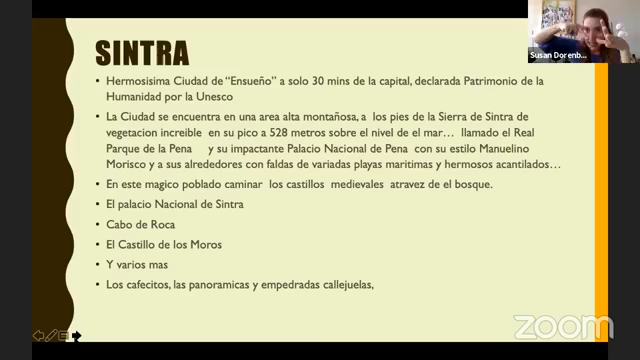 Susan Dorenb...
SINTRA
• Hermosisima Ciudad de “Ensueño” a solo 30 mins de la capital, declarada Patrimonio de la
Humanidad por la Unesco
• La Ciudad se encuentra en una area alta montañosa, a los pies de la Sierra de Sintra de
vegetacion increible en su pico a 528 metros sobre el nivel de el mar... llamado el Real
Parque de la Pena y su impactante Palacio Nacional de Pena con su estilo Manuelino
Morisco y a sus alrededores con faldas de variadas playas maritimas y hermosos acantilados...
• En este magico poblado caminar los castillos medievales atravez de el bosque.
• El palacio Nacional de Sintra
• Cabo de Roca
• El Castillo de los Moros
• Y varios mas
• Los cafecitos, las panoramicas y empedradas callejuelas,
zoom